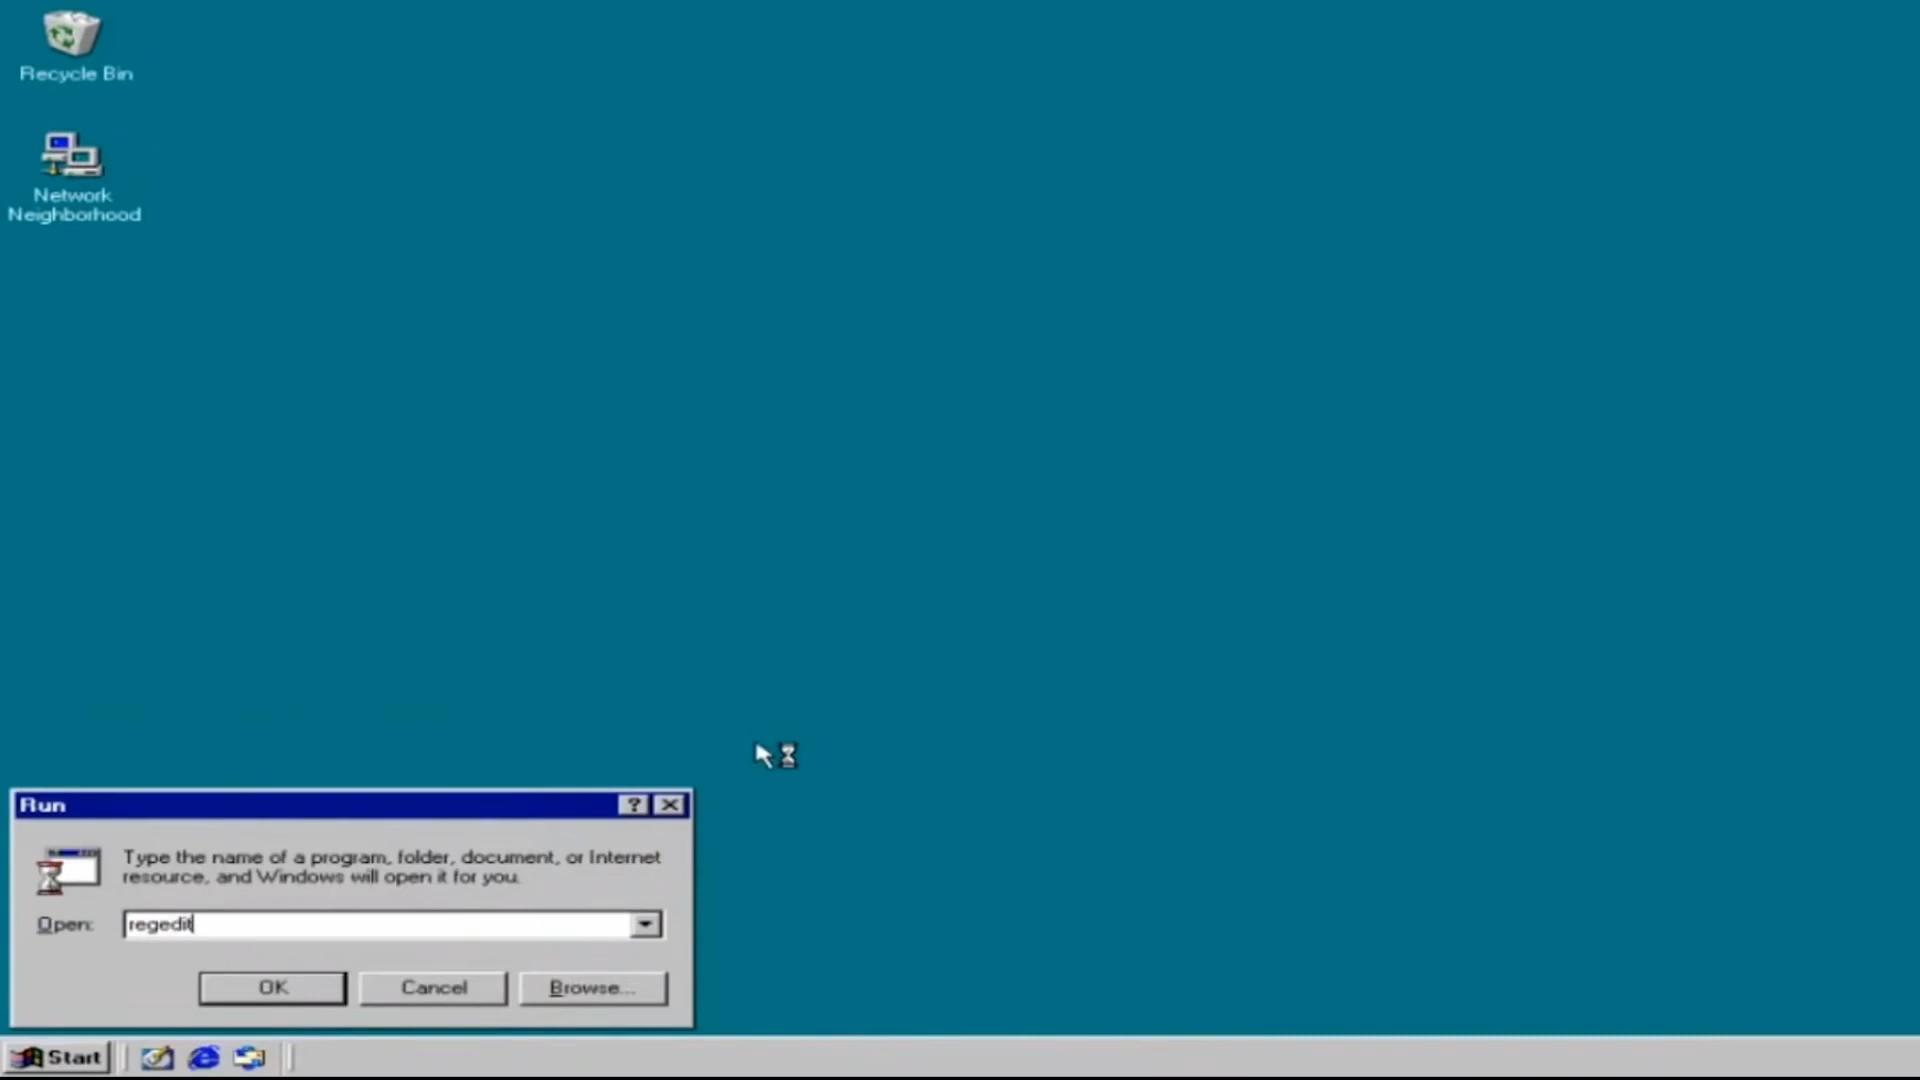 Recycle Bin
Network
Neighborhood
Run
Type the name of a program, folder, document, or Internet
resource, and Windows will open it for you.
Open: regedit
OK Cancel Browse...
Start